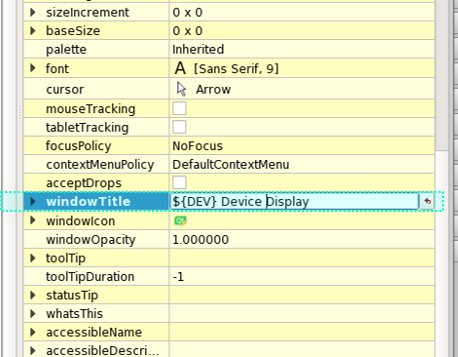 sizeIncrement 0 x 0
baseSize 0 x 0
palette Inherited
font A [Sans Serif, 9]
cursor Arrow
mouseTracking
tabletTracking
focusPolicy NoFocus
contextMenuPolicy DefaultContextMenu
acceptDrops
windowTitle ${DEV} Device Display
windowIcon
windowOpacity 1.000000
toolTip
toolTipDuration -1
statusTip
whatsThis
accessibleName
accessibleDescri...